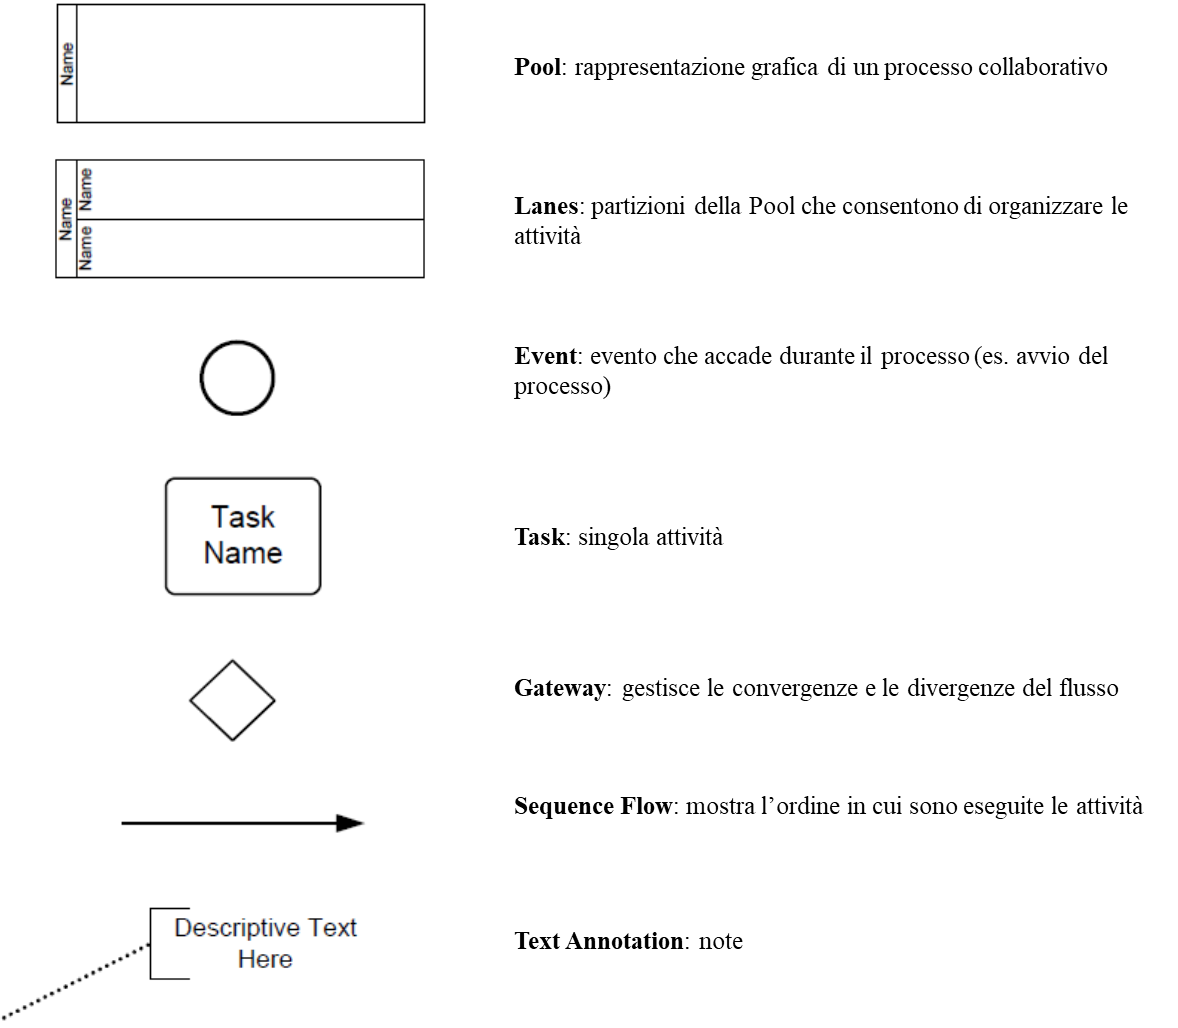 Name
Pool: rappresentazione grafica di un processo collaborativo
Name
Name
Name
Lanes: partizioni della Pool che consentono di organizzare le
attività
Event: evento che accade durante il processo (es. avvio del
processo)
Task
Name
Task: singola attività
Gateway: gestisce le convergenze e le divergenze del flusso
Sequence Flow: mostra l’ordine in cui sono eseguite le attività
Descriptive Text
Here
Text Annotation: note